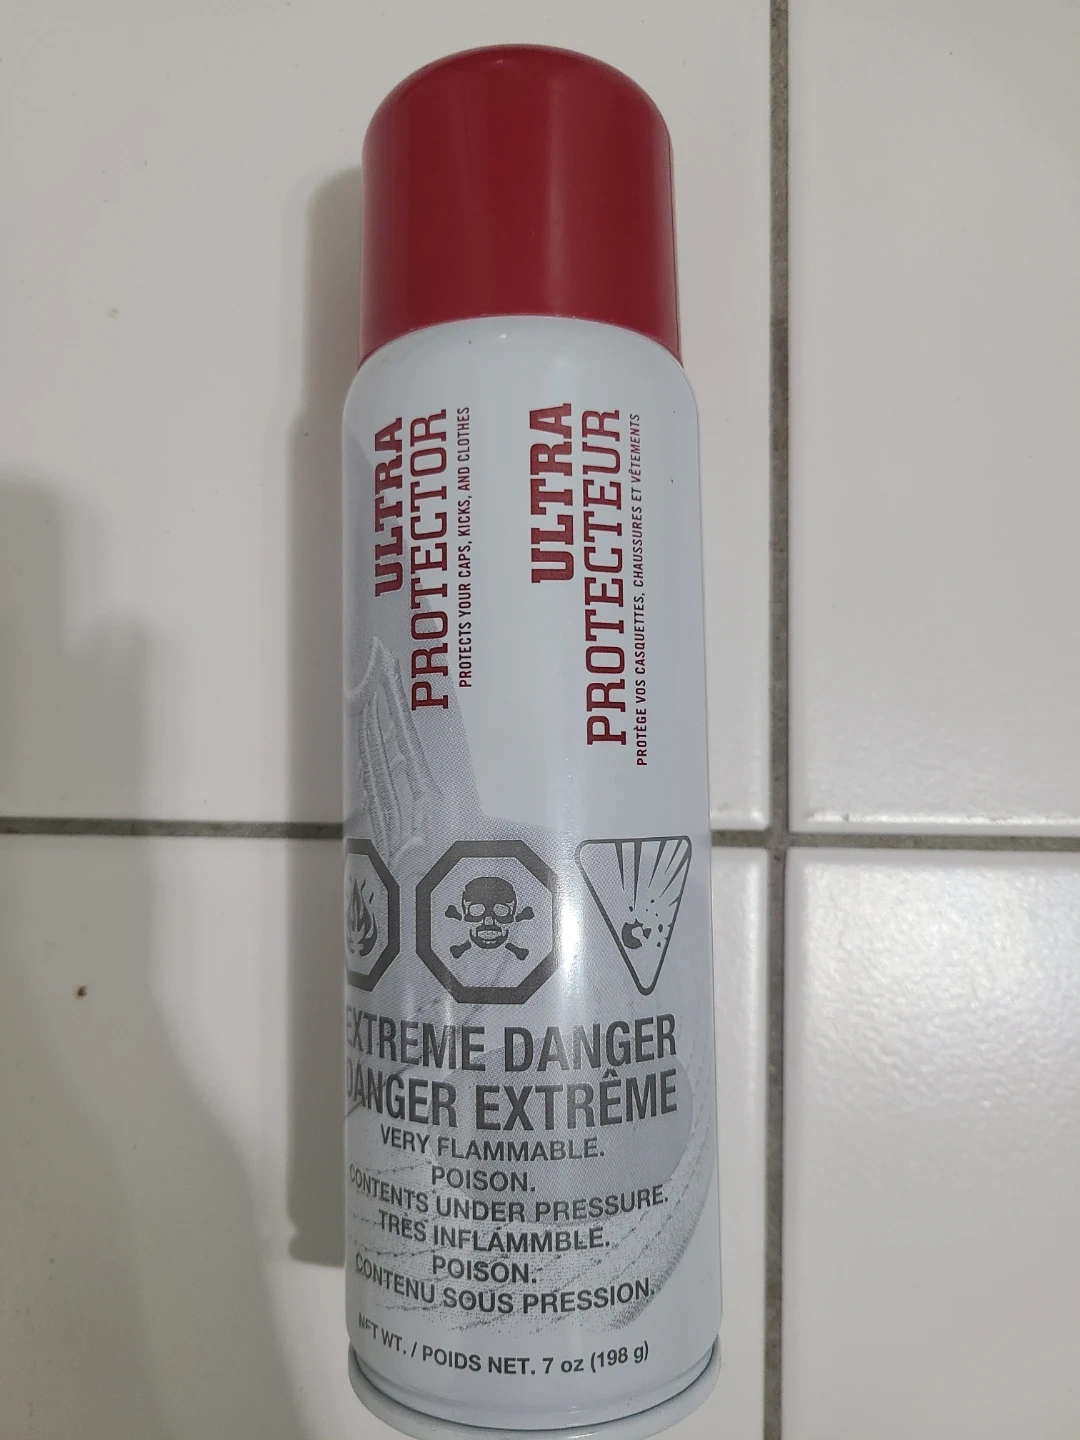 ULTRA
PROTECTOR
PROTECTS YOUR CAPS, KICKS, AND CLOTHES
ULTRA
PROTECTEUR
PROTÈGE VOS CASQUETTES, CHAUSSURES ET VÊTEMENTS
EXTREME DANGER
DANGER EXTRÊME
VERY FLAMMABLE.
POISON.
CONTENTS UNDER PRESSURE.
TRÈS INFLAMMBLE.
POISON.
CONTENU SOUS PRESSION.
NET WT. / POIDS NET. 7 oz (198 g)